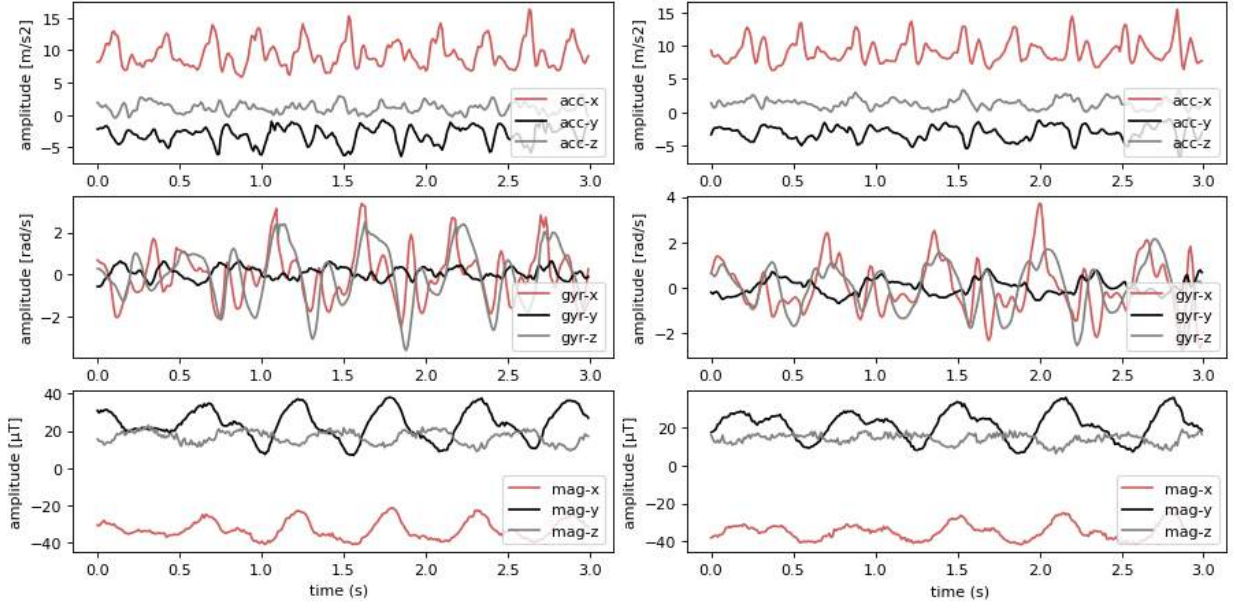 15
10
5
0
−5
amplitude [m/s2]
acc-x
acc-y
acc-z
0.0 0.5 1.0 1.5 2.0 2.5 3.0
15
10
5
0
−5
amplitude [m/s2]
acc-x
acc-y
acc-z
0.0 0.5 1.0 1.5 2.0 2.5 3.0
2
0
−2
amplitude [rad/s]
gyr-x
gyr-y
gyr-z
0.0 0.5 1.0 1.5 2.0 2.5 3.0
4
2
0
−2
amplitude [rad/s]
gyr-x
gyr-y
gyr-z
0.0 0.5 1.0 1.5 2.0 2.5 3.0
40
20
0
−20
−40
amplitude [μT]
mag-x
mag-y
mag-z
0.0 0.5 1.0 1.5 2.0 2.5 3.0
time (s)
20
0
−20
−40
amplitude [μT]
mag-x
mag-y
mag-z
0.0 0.5 1.0 1.5 2.0 2.5 3.0
time (s)